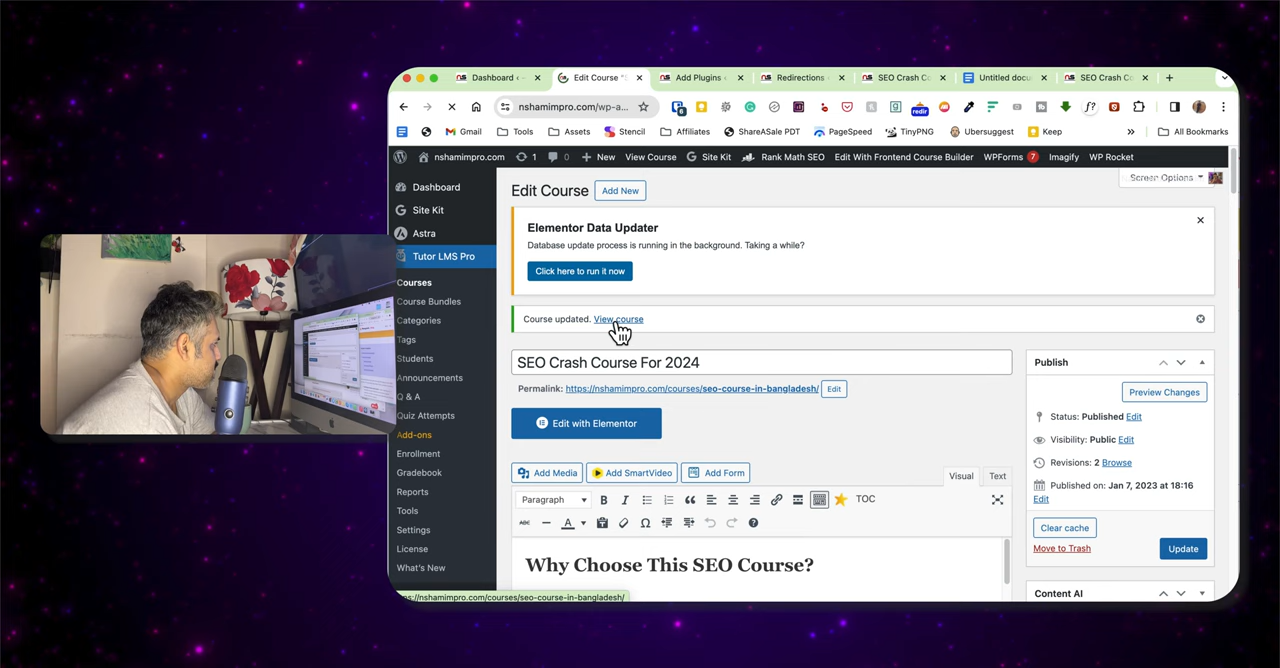 Dashboard ‹
Edit Course "
Add Plugins ‹
Redirections ‹
SEO Crash Co
Untitled docu
SEO Crash Co
nshamimpro.com/wp-a...
redir
f?
Gmail
Tools
Assets
Stencil
Affiliates
ShareASale PDT
PageSpeed
TinyPNG
Ubersuggest
Keep
»
All Bookmarks
nshamimpro.com
1
0
New
View Course
Site Kit
Rank Math SEO
Edit With Frontend Course Builder
WPForms 7
Imagify
WP Rocket
Dashboard
Site Kit
Astra
Tutor LMS Pro
Courses
Course Bundles
Categories
Tags
Students
Announcements
Q & A
Quiz Attempts
Add-ons
Enrollment
Gradebook
Reports
Tools
Settings
License
What's New
Screen Options
Edit Course
Add New
Elementor Data Updater
Database update process is running in the background. Taking a while?
Click here to run it now
Course updated. View course
SEO Crash Course For 2024
Permalink: https://nshamimpro.com/courses/seo-course-in-bangladesh/ Edit
Edit with Elementor
Add Media
Add SmartVideo
Add Form
Visual
Text
Paragraph
B
I
TOC
ABC
A
Why Choose This SEO Course?
Publish
Preview Changes
Status: Published Edit
Visibility: Public Edit
Revisions: 2 Browse
Published on: Jan 7, 2023 at 18:16
Edit
Clear cache
Move to Trash
Update
Content AI
s://nshamimpro.com/courses/seo-course-in-bangladesh/